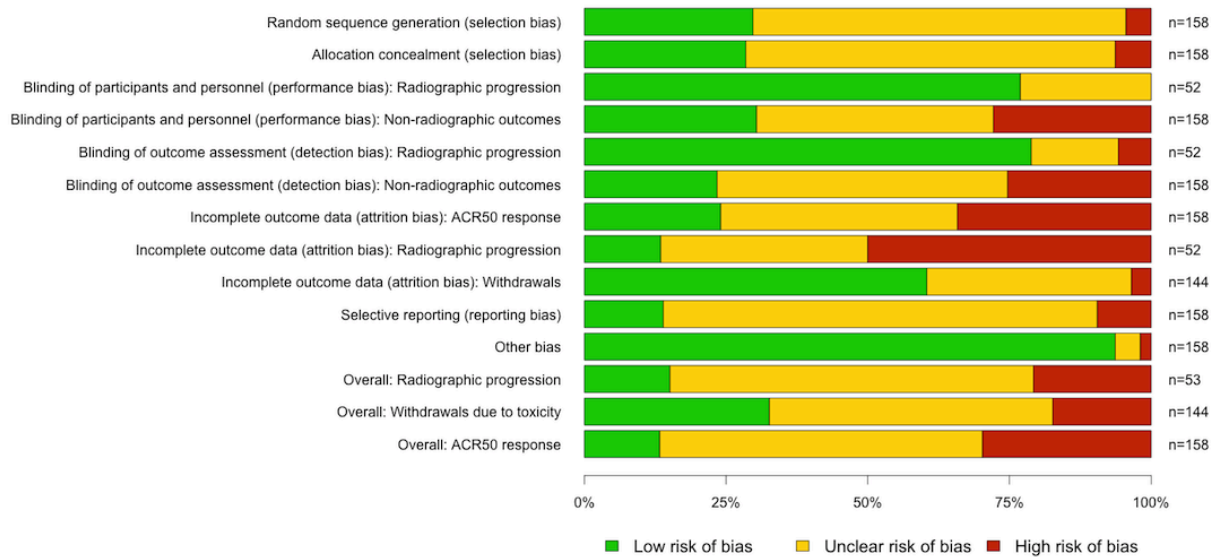 Random sequence generation (selection bias) n=158
Allocation concealment (selection bias) n=158
Blinding of participants and personnel (performance bias): Radiographic progression n=52
Blinding of participants and personnel (performance bias): Non-radiographic outcomes n=158
Blinding of outcome assessment (detection bias): Radiographic progression n=52
Blinding of outcome assessment (detection bias): Non-radiographic outcomes n=158
Incomplete outcome data (attrition bias): ACR50 response n=158
Incomplete outcome data (attrition bias): Radiographic progression n=52
Incomplete outcome data (attrition bias): Withdrawals n=144
Selective reporting (reporting bias) n=158
Other bias n=158
Overall: Radiographic progression n=53
Overall: Withdrawals due to toxicity n=144
Overall: ACR50 response n=158
0% 25% 50% 75% 100%
Low risk of bias Unclear risk of bias High risk of bias